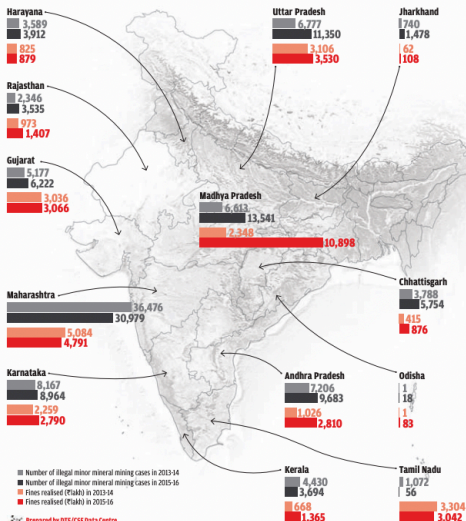 Harayana
3,589
3,912
825
879
Uttar Pradesh
6,777
11,350
3,106
3,530
Jharkhand
740
1,478
62
108
Rajasthan
2,346
3,535
973
1,407
Gujarat
5,177
6,222
3,036
3,066
Madhya Pradesh
6,613
13,541
2,348
10,898
Chhattisgarh
3,788
5,754
415
876
Maharashtra
36,476
30,979
5,084
4,791
Karnataka
8,167
8,964
2,259
2,790
Andhra Pradesh
7,206
9,683
1,026
2,810
Odisha
1
18
1
83
Kerala
4,430
3,694
668
1,365
Tamil Nadu
1,072
56
3,304
3,042
Number of illegal minor mineral mining cases in 2013-14
Number of illegal minor mineral mining cases in 2015-16
Fines realised (₹lakh) in 2013-14
Fines realised (₹lakh) in 2015-16
Prepared by DTE/CSE Data Centre